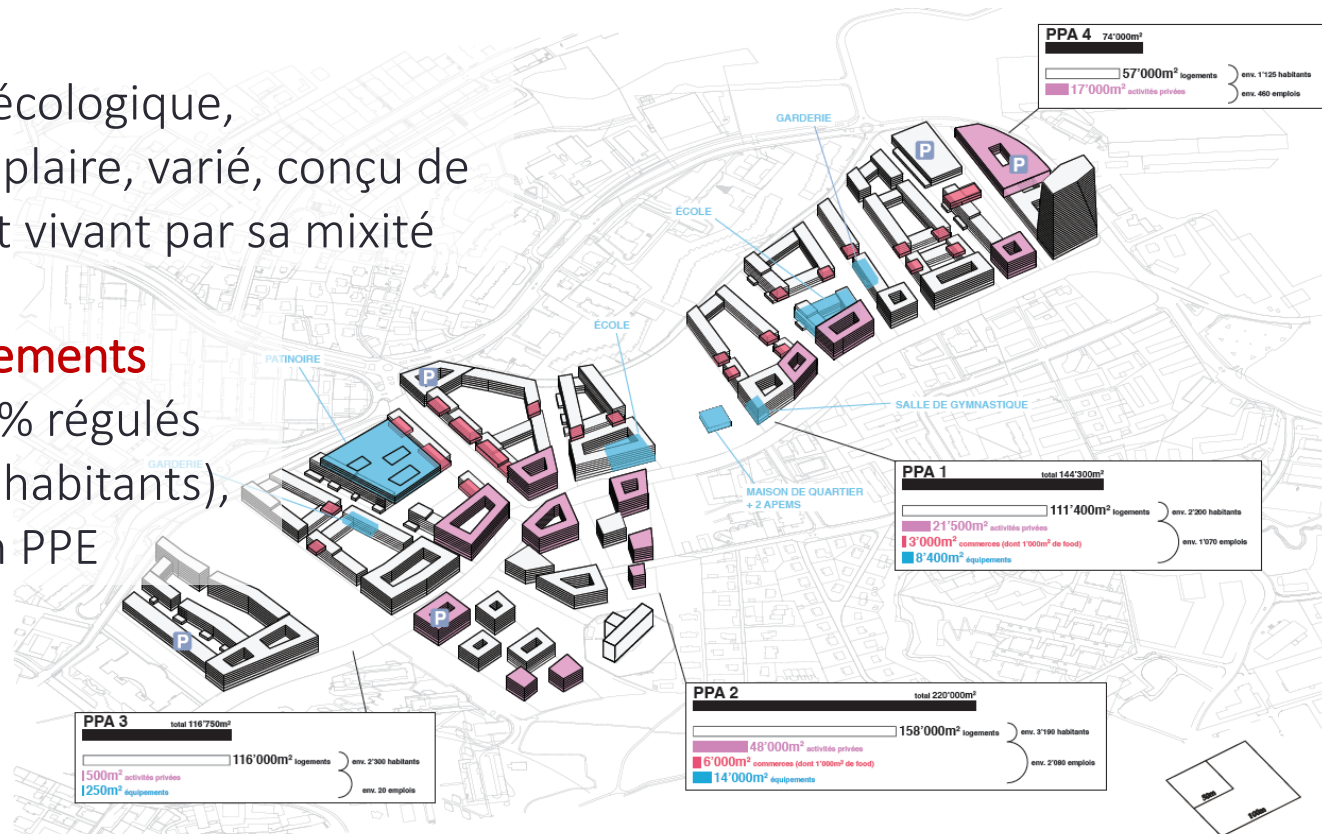 écologique,
plaire, varié, conçu de
t vivant par sa mixité
ements
% régulés
habitants),
n PPE
PPA 4 74'000m²
57'000m² logements
env. 1'125 habitants
17'000m² activités privées
env. 460 emplois
GARDERIE
P
P
ÉCOLE
ÉCOLE
PATINOIRE
P
SALLE DE GYMNASTIQUE
GARDERIE
MAISON DE QUARTIER
+ 2 APEMS
PPA 1 total 144'300m²
111'400m² logements
env. 2'200 habitants
21'500m² activités privées
3'000m² commerces (dont 1'000m² de food)
env. 1'070 emplois
8'400m² équipements
P
P
PPA 2 total 220'000m²
158'000m² logements
env. 3'190 habitants
48'000m² activités privées
6'000m² commerces (dont 1'000m² de food)
env. 2'080 emplois
14'000m² équipements
PPA 3 total 116'750m²
116'000m² logements
env. 2'300 habitants
500m² activités privées
250m² équipements
env. 20 emplois
50m
100m